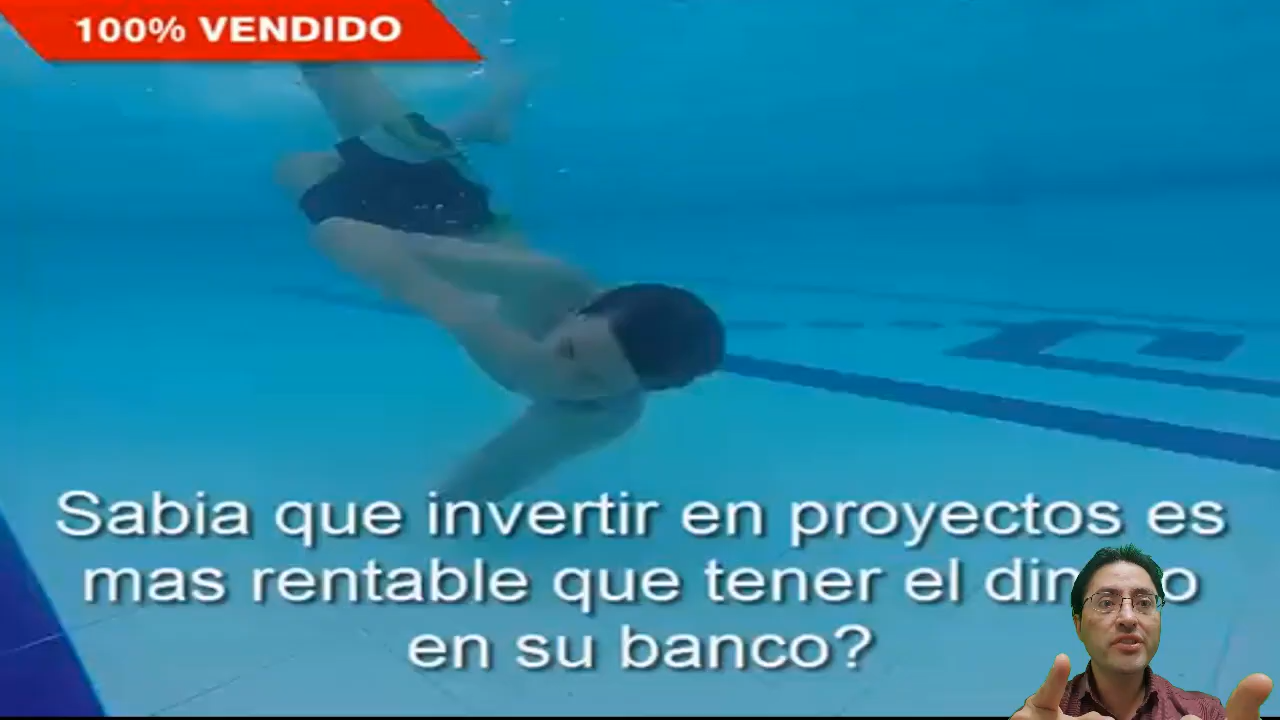 100% VENDIDO
Sabia que invertir en proyectos es
mas rentable que tener el
en su banco?